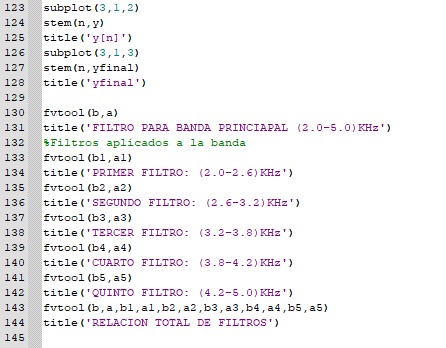 123 subplot(3,1,2)
124 stem(n,y)
125 title('y[n]')
126 subplot(3,1,3)
127 stem(n,yfinal)
128 title('yfinal')
129
130 fvtool(b,a)
131 title('FILTRO PARA BANDA PRINCIAPAL (2.0-5.0)KHz')
132 %Filtros aplicados a la banda
133 fvtool(b1,a1)
134 title('PRIMER FILTRO: (2.0-2.6)KHz')
135 fvtool(b2,a2)
136 title('SEGUNDO FILTRO: (2.6-3.2)KHz')
137 fvtool(b3,a3)
138 title('TERCER FILTRO: (3.2-3.8)KHz')
139 fvtool(b4,a4)
140 title('CUARTO FILTRO: (3.8-4.2)KHz')
141 fvtool(b5,a5)
142 title('QUINTO FILTRO: (4.2-5.0)KHz')
143 fvtool(b,a,b1,a1,b2,a2,b3,a3,b4,a4,b5,a5)
144 title('RELACION TOTAL DE FILTROS')
145